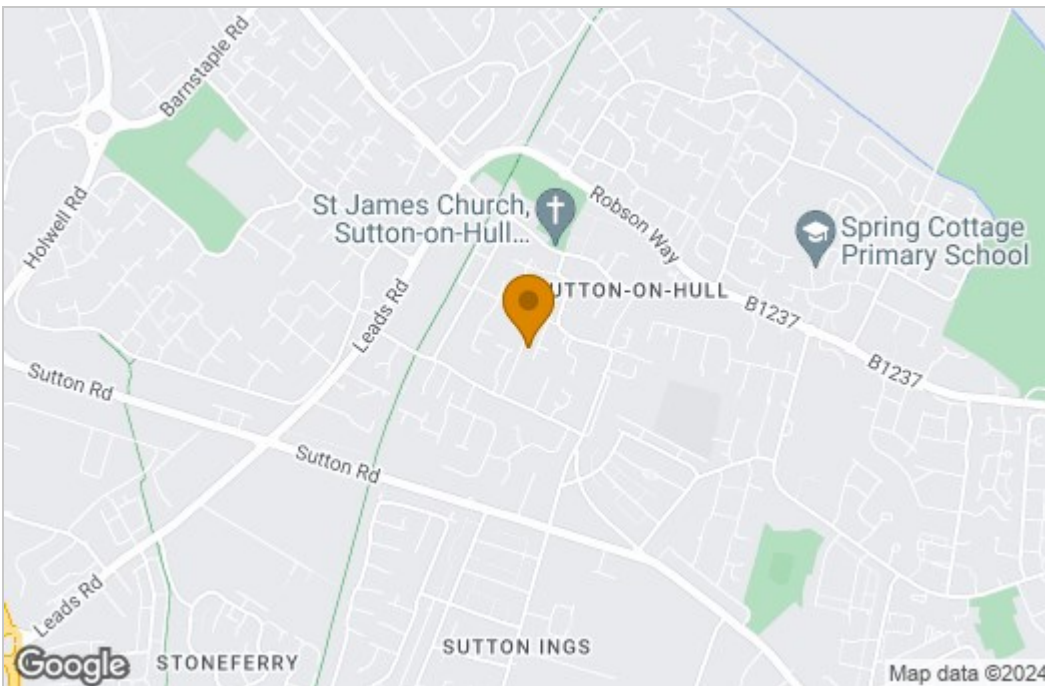 Barnstaple Rd
Holwell Rd
St James Church,
Sutton-on-Hull...
Robson Way
Spring Cottage
Primary School
UTTON-ON-HULL
B1237
B1237
Leads Rd
Sutton Rd
Sutton Rd
Leads Rd
STONEFERRY
SUTTON INGS
Google
Map data ©2024